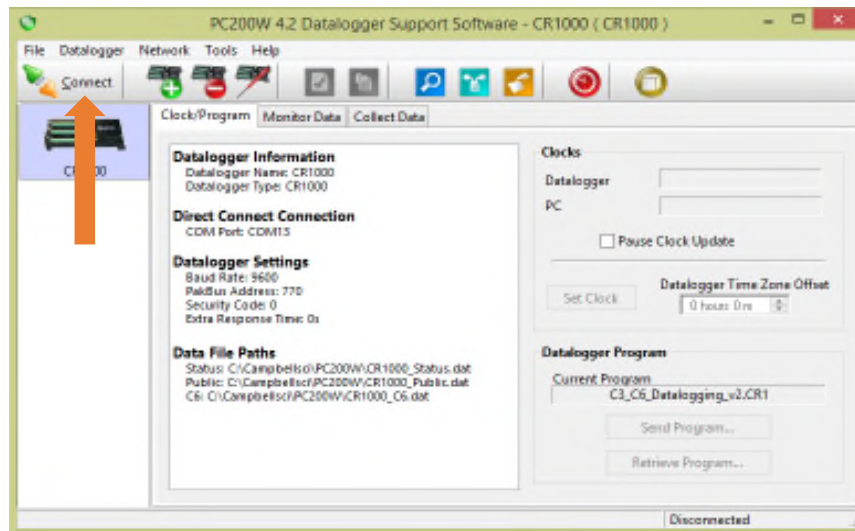 PC200W 4.2 Datalogger Support Software - CR1000 ( CR1000 )
File Datalogger Network Tools Help
Connect
Clock/Program Monitor Data Collect Data
Datalogger Information
Datalogger Name: CR1000
Datalogger Type: CR1000
Direct Connect Connection
COM Port: COM13
Datalogger Settings
Baud Rate: 9600
PakBus Address: 770
Security Code: 0
Extra Response Time: 0s
Data File Paths
Status: C:\Campbellsci\PC200W\CR1000_Status.dat
Public: C:\Campbellsci\PC200W\CR1000_Public.dat
C6: C:\Campbellsci\PC200W\CR1000_C6.dat
Clocks
Datalogger
PC
Pause Clock Update
Datalogger Time Zone Offset
Set Clock
0 hours 0 m
Datalogger Program
Current Program
C3_C6_Datalogging_v2.CR1
Send Program...
Retrieve Program...
Disconnected